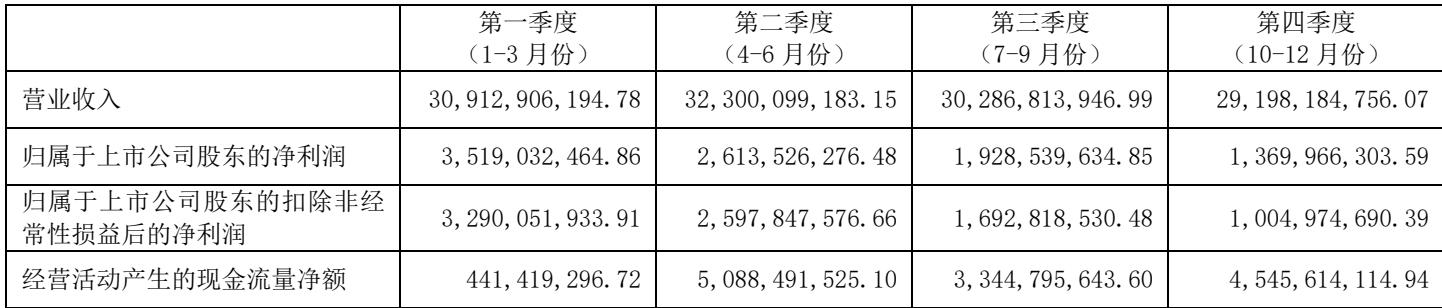 第一季度 第二季度 第三季度 第四季度
（1-3 月份） （4-6 月份） （7-9 月份） （10-12 月份）
营业收入 30,912,906,194.78 32,300,099,183.15 30,286,813,946.99 29,198,184,756.07
归属于上市公司股东的净利润 3,519,032,464.86 2,613,526,276.48 1,928,539,634.85 1,369,966,303.59
归属于上市公司股东的扣除非经
常性损益后的净利润 3,290,051,933.91 2,597,847,576.66 1,692,818,530.48 1,004,974,690.39
经营活动产生的现金流量净额 441,419,296.72 5,088,491,525.10 3,344,795,643.60 4,545,614,114.94